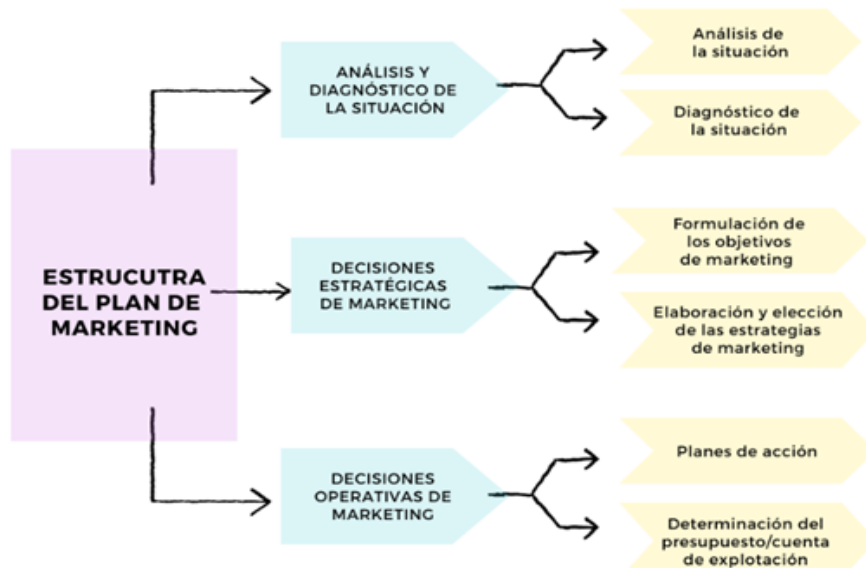 ESTRUCUTRA
DEL PLAN DE
MARKETING
ANÁLISIS Y
DIAGNÓSTICO DE
LA SITUACIÓN
Análisis de
la situación
Diagnóstico de
la situación
DECISIONES
ESTRATÉGICAS
DE MARKETING
Formulación de
los objetivos
de marketing
Elaboración y elección
de las estrategias
de marketing
DECISIONES
OPERATIVAS DE
MARKETING
Planes de acción
Determinación del
presupuesto/cuenta
de explotación